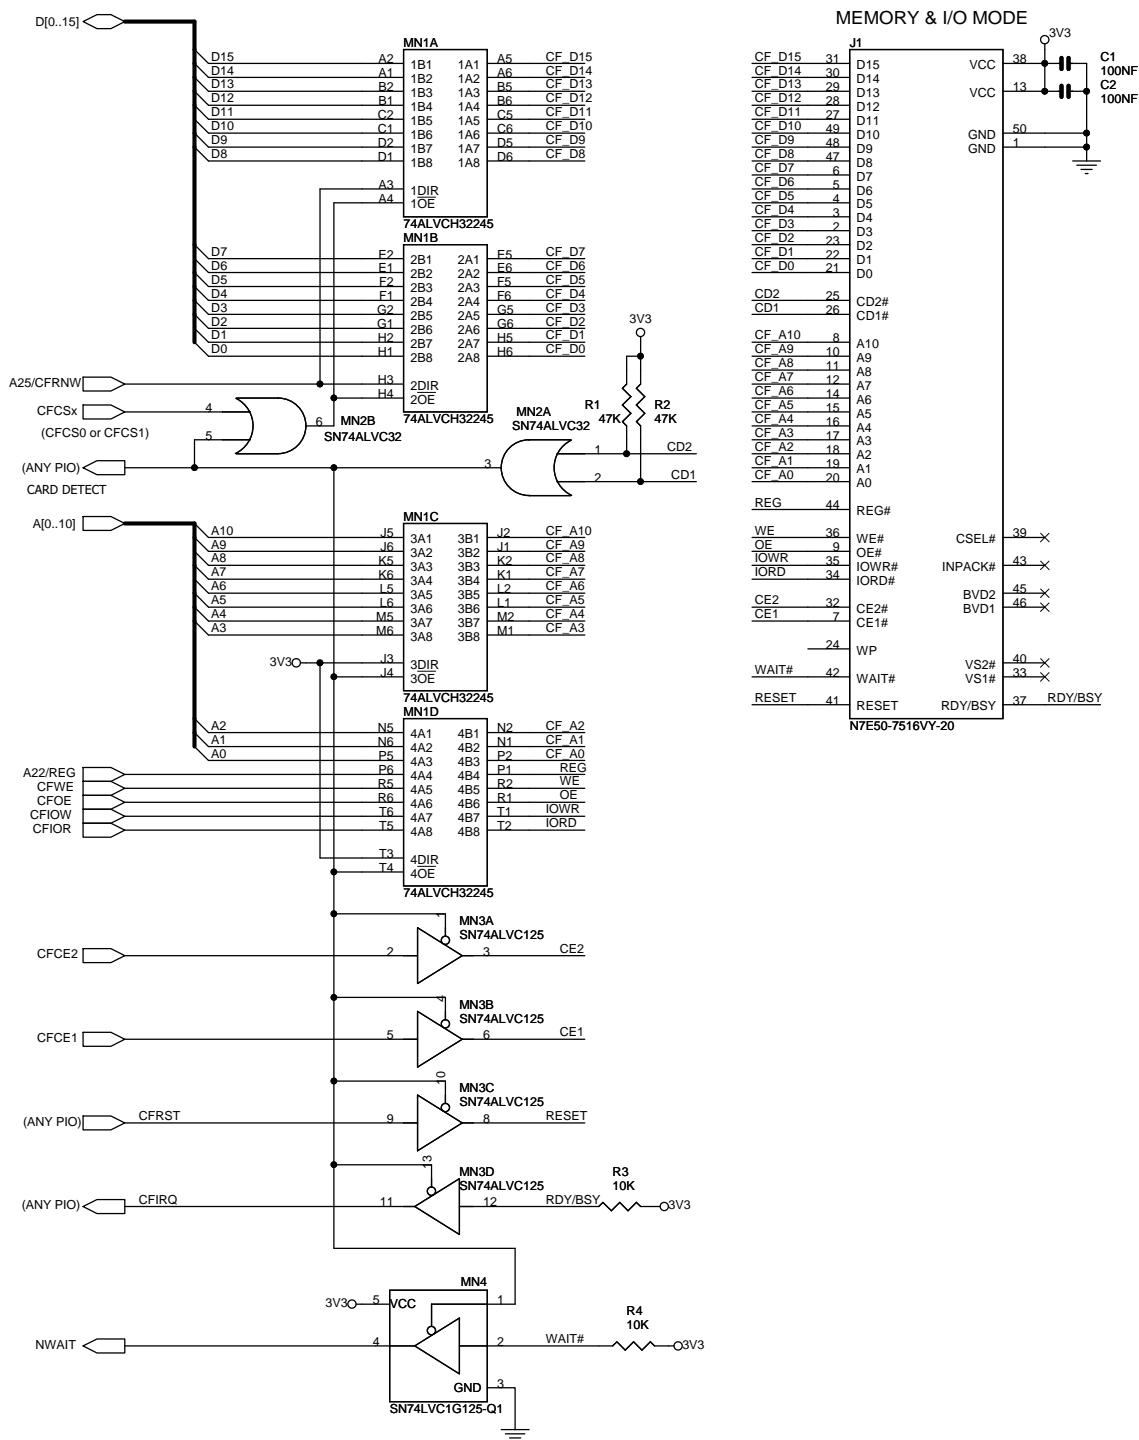 MEMORY & I/O MODE
D[0..15]
MN1A
D15 A2 1B1 1A1 A5 CF_D15
D14 A1 1B2 1A2 A6 CF_D14
D13 B2 1B3 1A3 B5 CF_D13
D12 B1 1B4 1A4 B6 CF_D12
D11 C2 1B5 1A5 C5 CF_D11
D10 C1 1B6 1A6 C6 CF_D10
D9 D2 1B7 1A7 D5 CF_D9
D8 D1 1B8 1A8 D6 CF_D8
A3 1DIR
A4 1OE
74ALVCH32245
MN1B
D7 E2 2B1 2A1 E5 CF_D7
D6 E1 2B2 2A2 E6 CF_D6
D5 F2 2B3 2A3 F5 CF_D5
D4 F1 2B4 2A4 F6 CF_D4
D3 G2 2B5 2A5 G5 CF_D3
D2 G1 2B6 2A6 G6 CF_D2
D1 H2 2B7 2A7 H5 CF_D1
D0 H1 2B8 2A8 H6 CF_D0
A25/CFRNW H3 2DIR
H4 2OE
74ALVCH32245
CFCSx 4
(CFCS0 or CFCS1)
5
6
MN2B
SN74ALVC32
MN2A
SN74ALVC32
3V3
R1
47K
R2
47K
1 CD2
2 CD1
3
(ANY PIO)
CARD DETECT
A[0..10]
MN1C
A10 J5 3A1 3B1 J2 CF_A10
A9 J6 3A2 3B2 J1 CF_A9
A8 K5 3A3 3B3 K2 CF_A8
A7 K6 3A4 3B4 K1 CF_A7
A6 L5 3A5 3B5 L2 CF_A6
A5 L6 3A6 3B6 L1 CF_A5
A4 M5 3A7 3B7 M2 CF_A4
A3 M6 3A8 3B8 M1 CF_A3
3V3 J3 3DIR
J4 3OE
74ALVCH32245
MN1D
A2 N5 4A1 4B1 N2 CF_A2
A1 N6 4A2 4B2 N1 CF_A1
A0 P5 4A3 4B3 P2 CF_A0
A22/REG P6 4A4 4B4 P1 REG
CFWE R5 4A5 4B5 R2 WE
CFOE R6 4A6 4B6 R1 OE
CFIOW T6 4A7 4B7 T1 IOWR
CFIOR T5 4A8 4B8 T2 IORD
T3 4DIR
T4 4OE
74ALVCH32245
MN3A
SN74ALVC125
1
CFCE2 2 3 CE2
MN3B
SN74ALVC125
4
CFCE1 5 6 CE1
MN3C
SN74ALVC125
10
(ANY PIO) CFRST 9 8 RESET
MN3D
SN74ALVC125
13
(ANY PIO) CFIRQ 11 12 RDY/BSY
R3
10K
3V3
MN4
3V3 5 VCC 1
NWAIT 4 2 WAIT#
R4
10K
3V3
GND 3
SN74LVC1G125-Q1
J1
CF_D15 31 D15
CF_D14 30 D14
CF_D13 29 D13
CF_D12 28 D12
CF_D11 27 D11
CF_D10 49 D10
CF_D9 48 D9
CF_D8 47 D8
CF_D7 6 D7
CF_D6 5 D6
CF_D5 4 D5
CF_D4 3 D4
CF_D3 2 D3
CF_D2 23 D2
CF_D1 22 D1
CF_D0 21 D0
CD2 25 CD2#
CD1 26 CD1#
CF_A10 8 A10
CF_A9 10 A9
CF_A8 11 A8
CF_A7 12 A7
CF_A6 14 A6
CF_A5 15 A5
CF_A4 16 A4
CF_A3 17 A3
CF_A2 18 A2
CF_A1 19 A1
CF_A0 20 A0
REG 44 REG#
WE 36 WE#
OE 9 OE#
IOWR 35 IOWR#
IORD 34 IORD#
CE2 32 CE2#
CE1 7 CE1#
24 WP
WAIT# 42 WAIT#
RESET 41 RESET
3V3
VCC 38
C1
100NF
VCC 13
C2
100NF
GND 50
GND 1
CSEL# 39
INPACK# 43
BVD2 45
BVD1 46
VS2# 40
VS1# 33
RDY/BSY 37 RDY/BSY
N7E50-7516VY-20